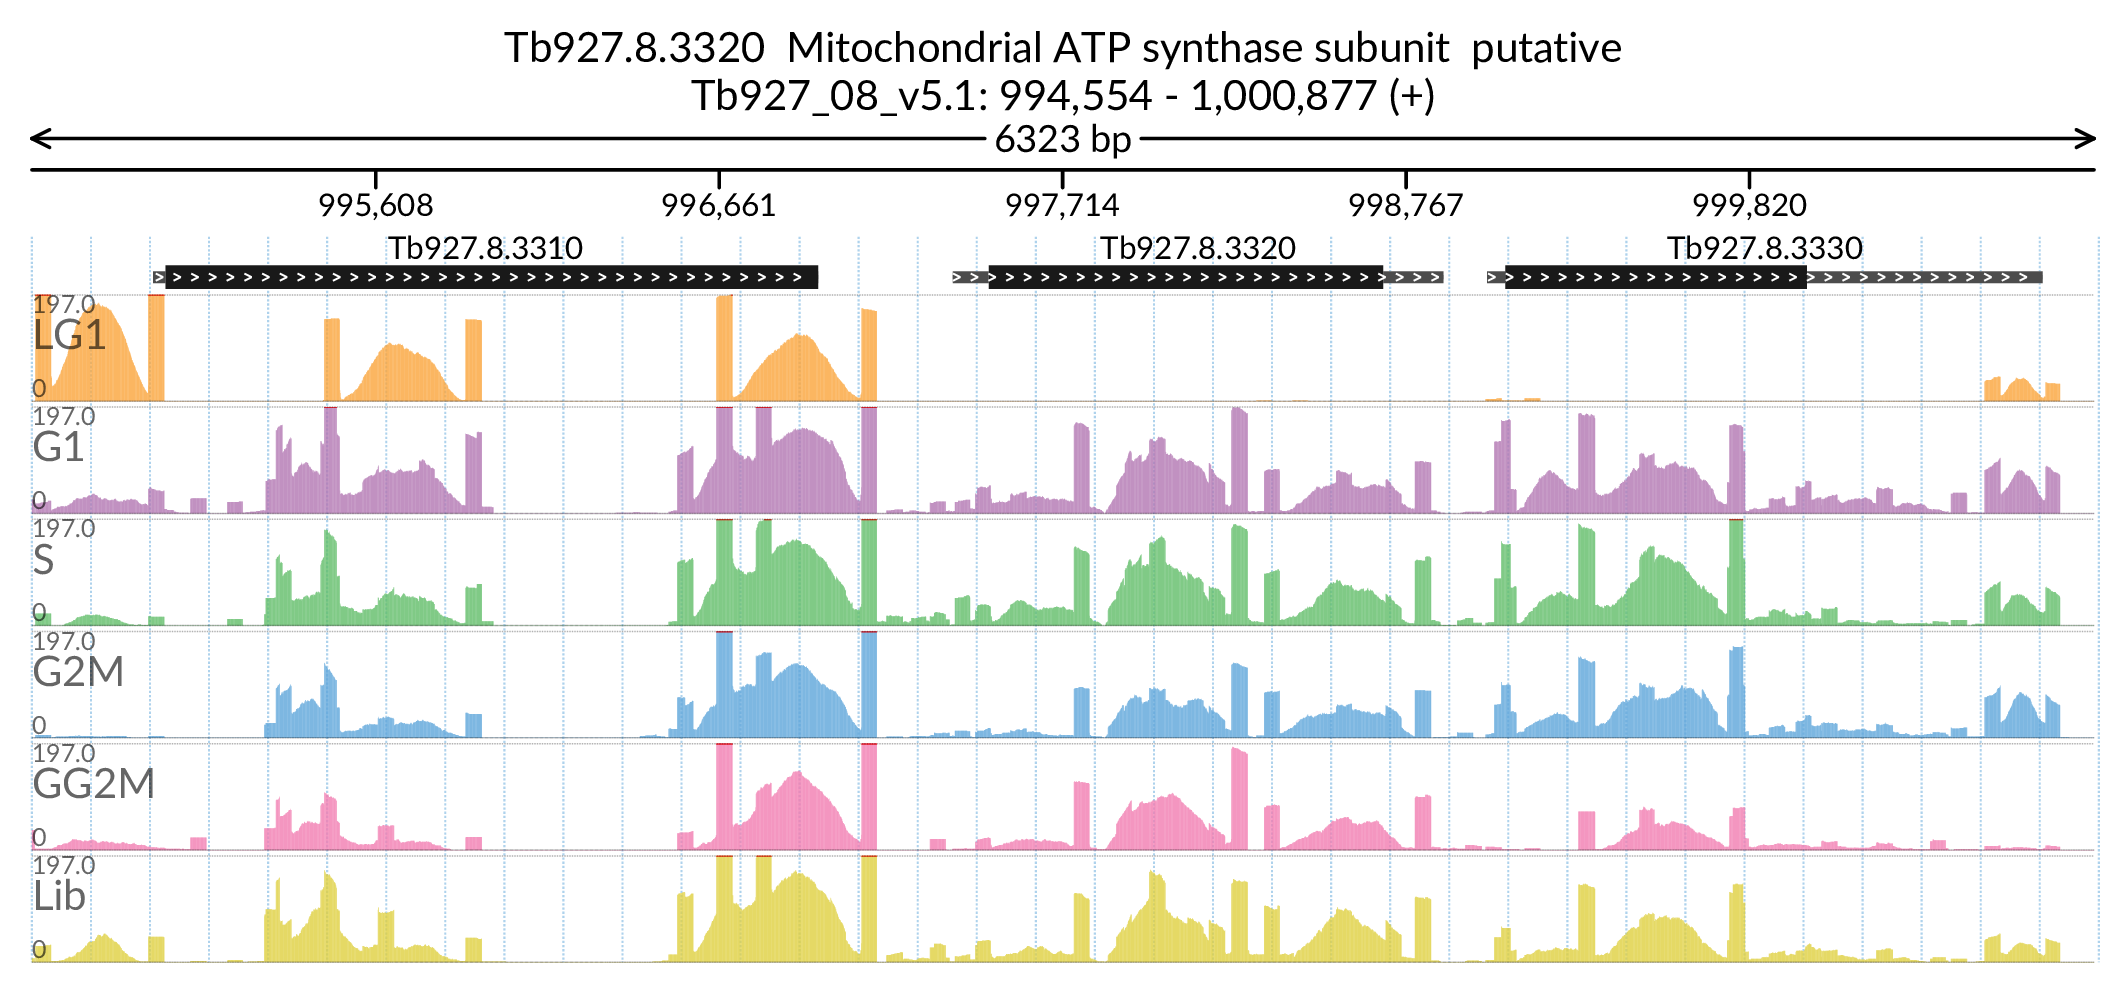 Tb927.8.3320 Mitochondrial ATP synthase subunit putative
Tb927_08_v5.1: 994,554 - 1,000,877 (+)
6323 bp
995,608 996,661 997,714 998,767 999,820
Tb927.8.3310 Tb927.8.3320 Tb927.8.3330
197.0
LG1
0
197.0
G1
0
197.0
S
0
197.0
G2M
0
197.0
GG2M
0
197.0
Lib
0